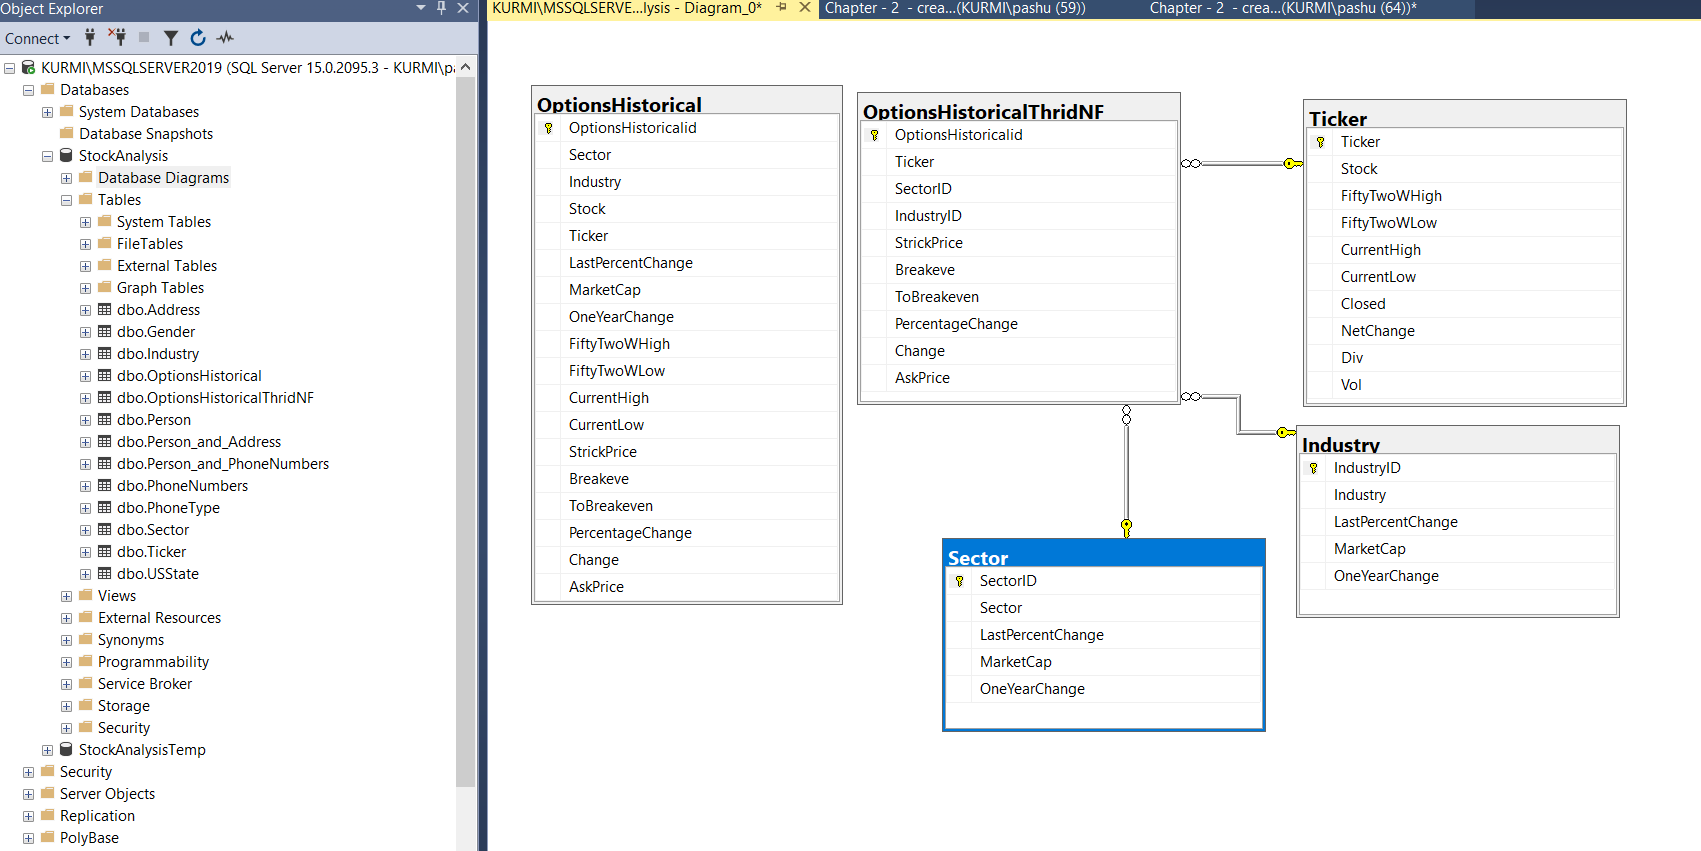 Object Explorer
Connect
KURMI\MSSQLSERVER2019 (SQL Server 15.0.2095.3 - KURMI\pa
Databases
System Databases
Database Snapshots
StockAnalysis
Database Diagrams
Tables
System Tables
FileTables
External Tables
Graph Tables
dbo.Address
dbo.Gender
dbo.Industry
dbo.OptionsHistorical
dbo.OptionsHistoricalThridNF
dbo.Person
dbo.Person_and_Address
dbo.Person_and_PhoneNumbers
dbo.PhoneNumbers
dbo.PhoneType
dbo.Sector
dbo.Ticker
dbo.USState
Views
External Resources
Synonyms
Programmability
Service Broker
Storage
Security
StockAnalysisTemp
Security
Server Objects
Replication
PolyBase
KURMI\MSSQLSERVE...lysis - Diagram_0*
Chapter - 2 - crea...(KURMI\pashu (59))
Chapter - 2 - crea...(KURMI\pashu (64))*
OptionsHistorical
OptionsHistoricalid
Sector
Industry
Stock
Ticker
LastPercentChange
MarketCap
OneYearChange
FiftyTwoWHigh
FiftyTwoWLow
CurrentHigh
CurrentLow
StrickPrice
Breakeve
ToBreakeven
PercentageChange
Change
AskPrice
OptionsHistoricalThridNF
OptionsHistoricalid
Ticker
SectorID
IndustryID
StrickPrice
Breakeve
ToBreakeven
PercentageChange
Change
AskPrice
Ticker
Ticker
Stock
FiftyTwoWHigh
FiftyTwoWLow
CurrentHigh
CurrentLow
Closed
NetChange
Div
Vol
Industry
IndustryID
Industry
LastPercentChange
MarketCap
OneYearChange
Sector
SectorID
Sector
LastPercentChange
MarketCap
OneYearChange